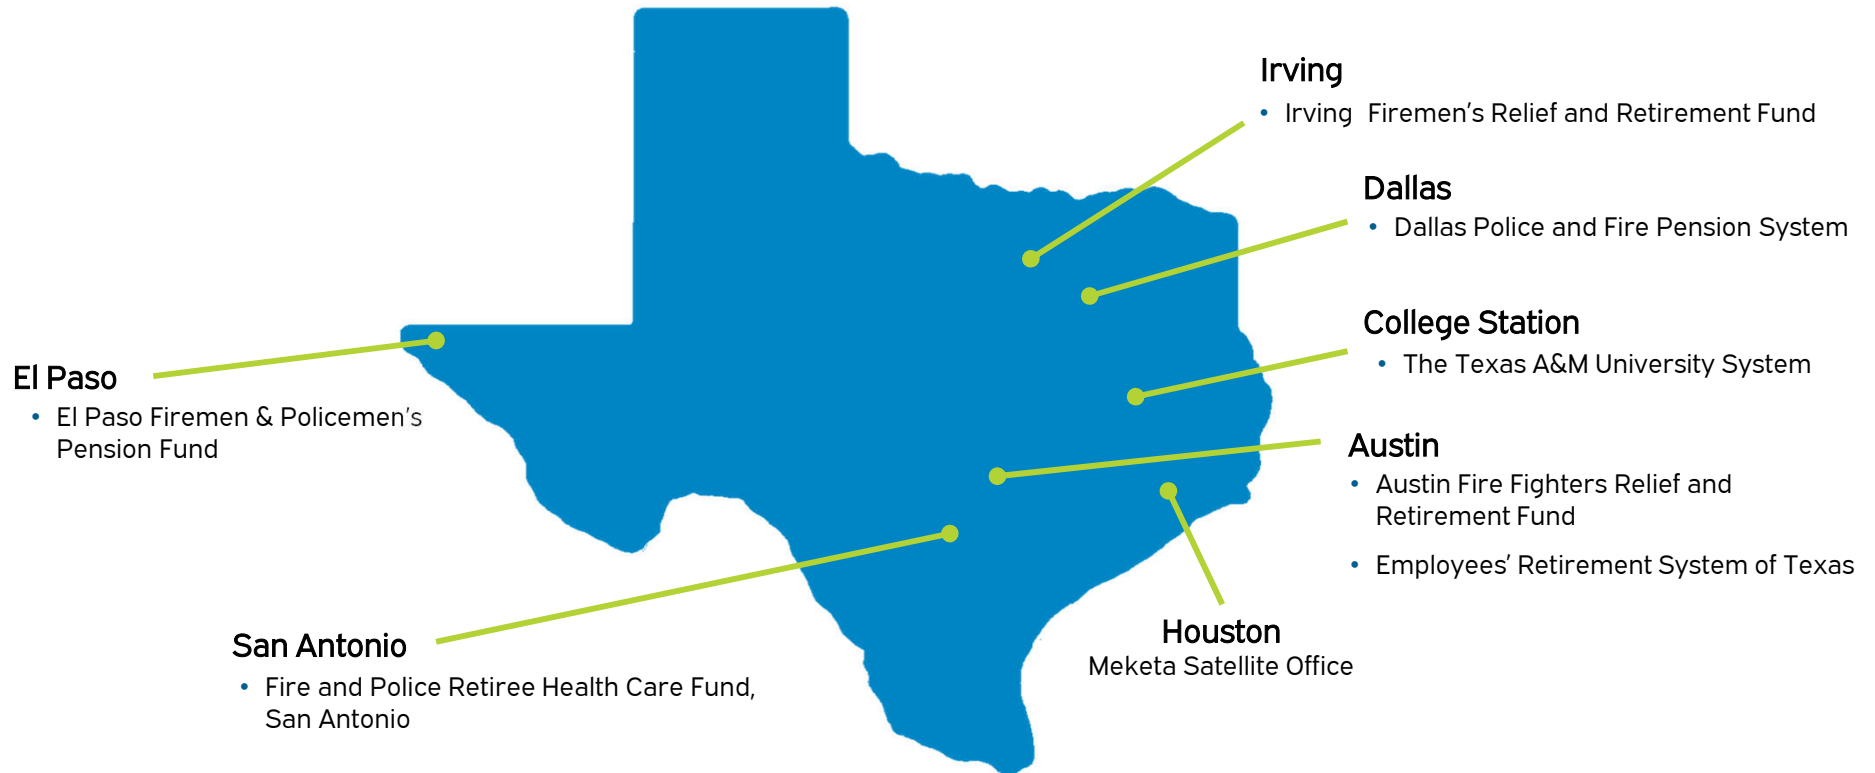 Irving
• Irving  Firemen's Relief and Retirement Fund
Dallas
• Dallas Police and Fire Pension System
College Station
• The Texas A&M University System
El Paso
• El Paso Firemen & Policemen's
Pension Fund
Austin
• Austin Fire Fighters Relief and
Retirement Fund
• Employees' Retirement System of Texas
Houston
Meketa Satellite Office
San Antonio
• Fire and Police Retiree Health Care Fund,
San Antonio